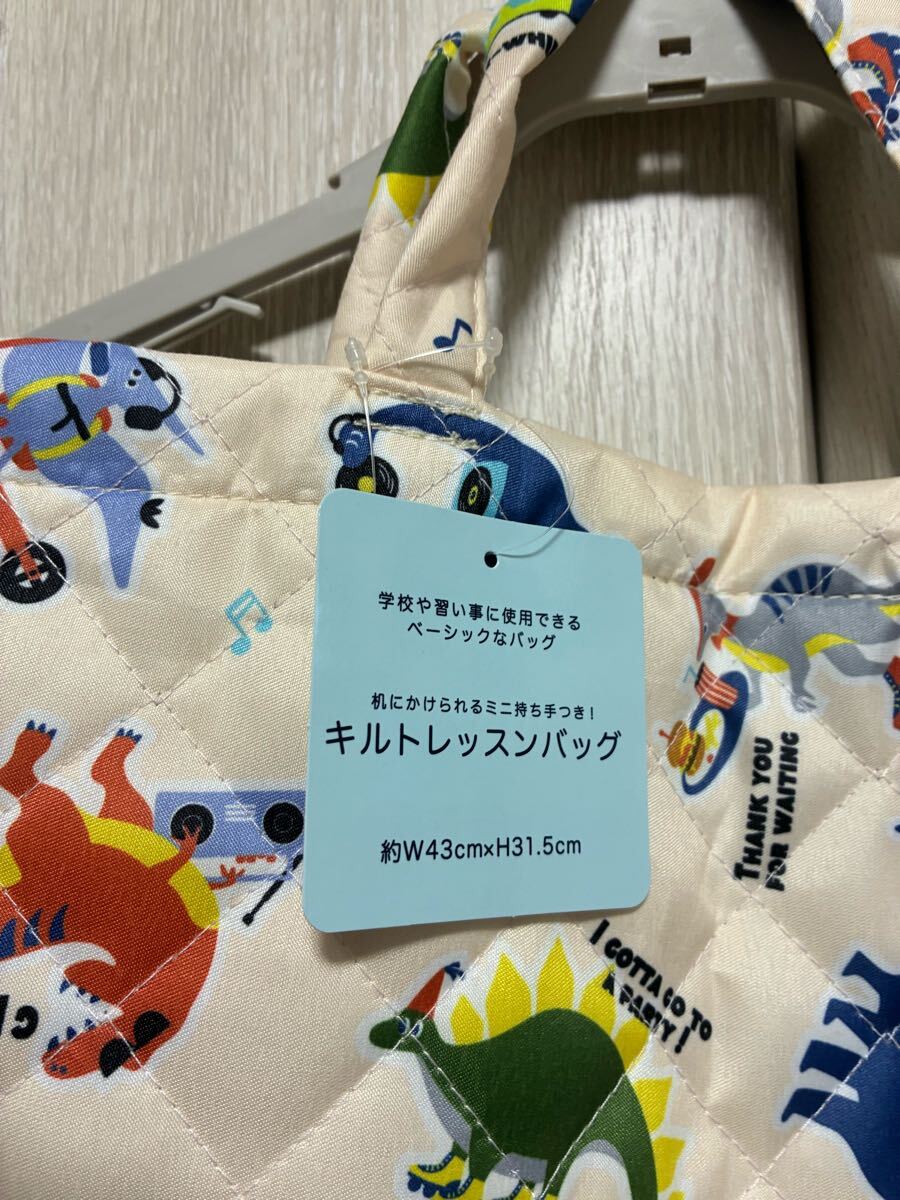 学校や習い事に使用できる
ベーシックなバッグ
机にかけられるミニ持ち手つき!
キルトレッスンバッグ
約W43cm×H31.5cm
THANK YOU
FOR WAITING
I GOTTA GO TO
A PARTY!